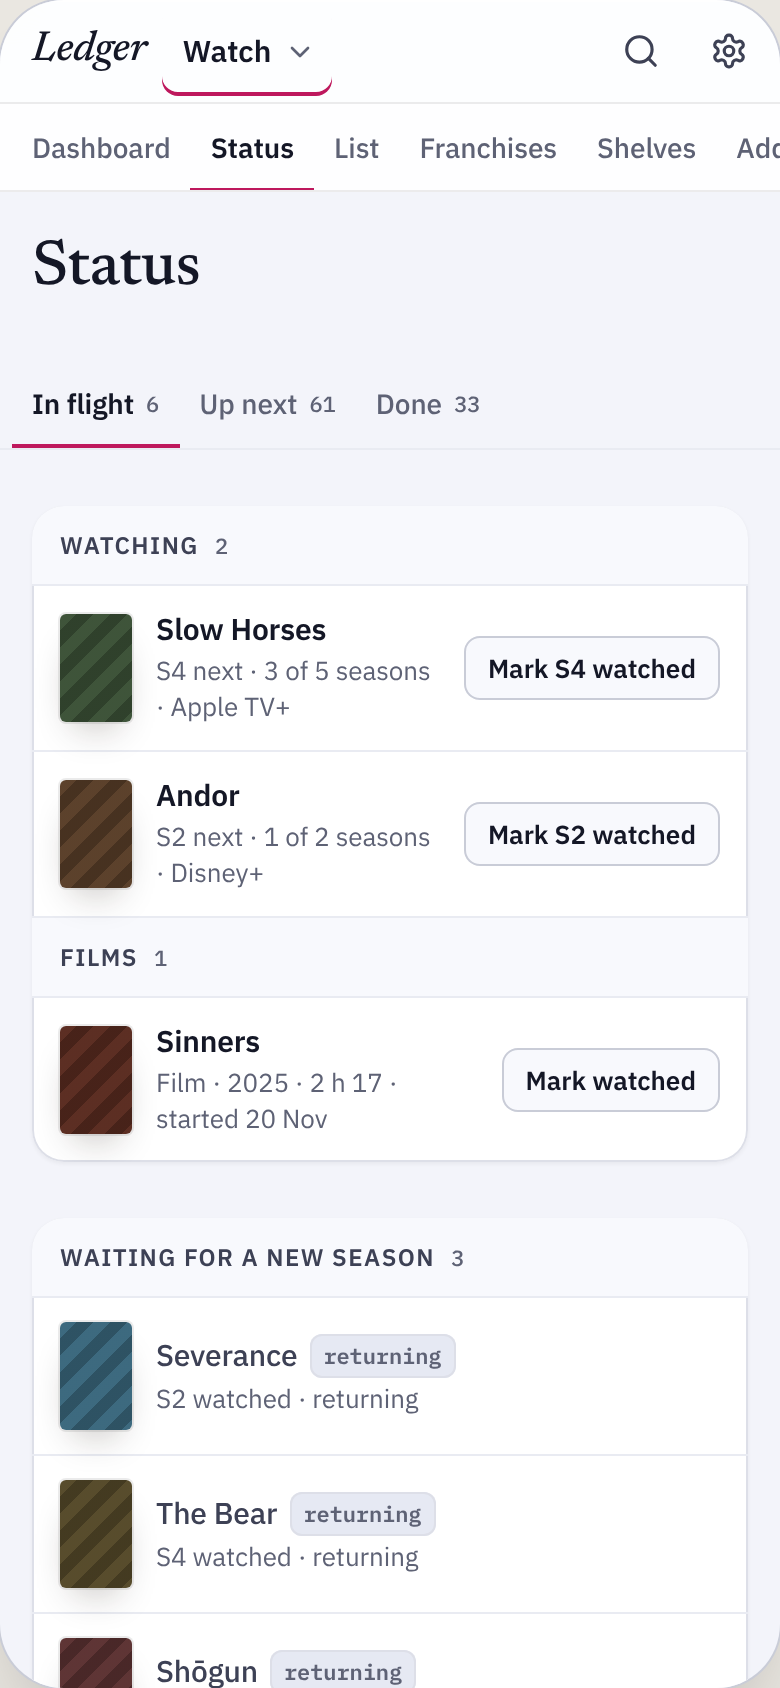 Ledger Watch
Dashboard Status List Franchises Shelves Add
Status
In flight 6 Up next 61 Done 33
WATCHING 2
Slow Horses
S4 next · 3 of 5 seasons
· Apple TV+
Mark S4 watched
Andor
S2 next · 1 of 2 seasons
· Disney+
Mark S2 watched
FILMS 1
Sinners
Film · 2025 · 2 h 17 ·
started 20 Nov
Mark watched
WAITING FOR A NEW SEASON 3
Severance returning
S2 watched · returning
The Bear returning
S4 watched · returning
Shōgun returning